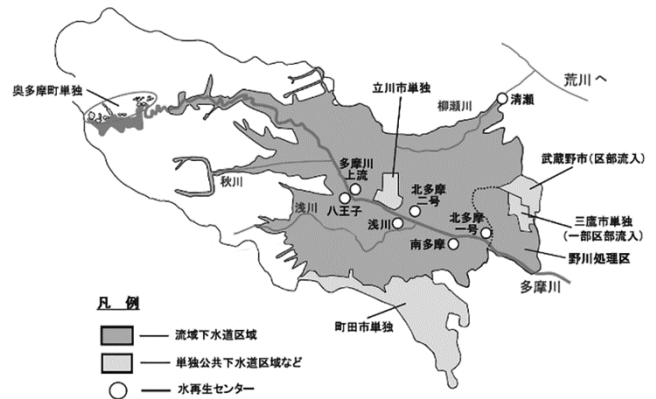 奥多摩町単独
立川市単独
柳瀬川
荒川へ
清瀬
武蔵野市(区部流入)
三鷹市単独
(一部区部流入)
野川処理区
多摩川
秋川
多摩川
上流
八王子
浅川
浅川
北多摩
二号
北多摩
一号
南多摩
町田市単独
凡 例
流域下水道区域
単独公共下水道区域など
水再生センター